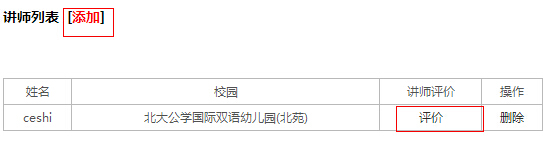 讲师列表 [添加]
姓名 校园 讲师评价 操作
ceshi 北大公学国际双语幼儿园(北苑) 评价 删除